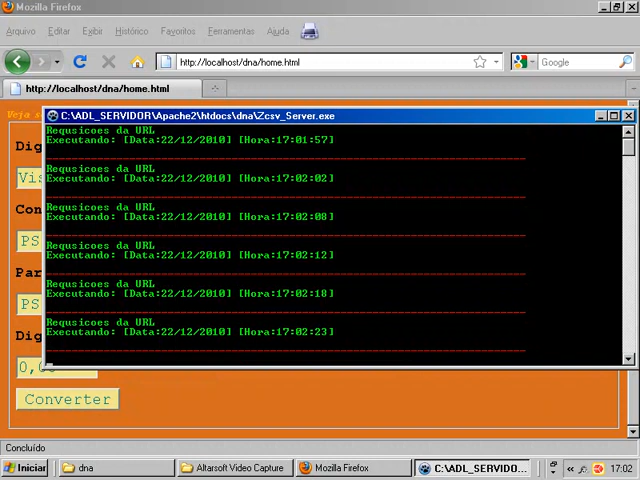 Mozilla Firefox
Arquivo Editar Exibir Histórico Favoritos Ferramentas Ajuda
http://localhost/dna/home.html
Google
http://localhost/dna/home.html
Veja
C:\ADL_SERVIDOR\Apache2\htdocs\dna\Zcsv_Server.exe
Requsicoes da URL
Executando: [Data:22/12/2010] [Hora:17:01:57]
Requsicoes da URL
Executando: [Data:22/12/2010] [Hora:17:02:02]
Requsicoes da URL
Executando: [Data:22/12/2010] [Hora:17:02:08]
Requsicoes da URL
Executando: [Data:22/12/2010] [Hora:17:02:12]
Requsicoes da URL
Executando: [Data:22/12/2010] [Hora:17:02:18]
Requsicoes da URL
Executando: [Data:22/12/2010] [Hora:17:02:23]
Dig
Vis
Con
PS
Par
PS
Dig
0,0
Converter
Concluído
Iniciar
dna
Altarsoft Video Capture
Mozilla Firefox
C:\ADL_SERVIDO...
17:02